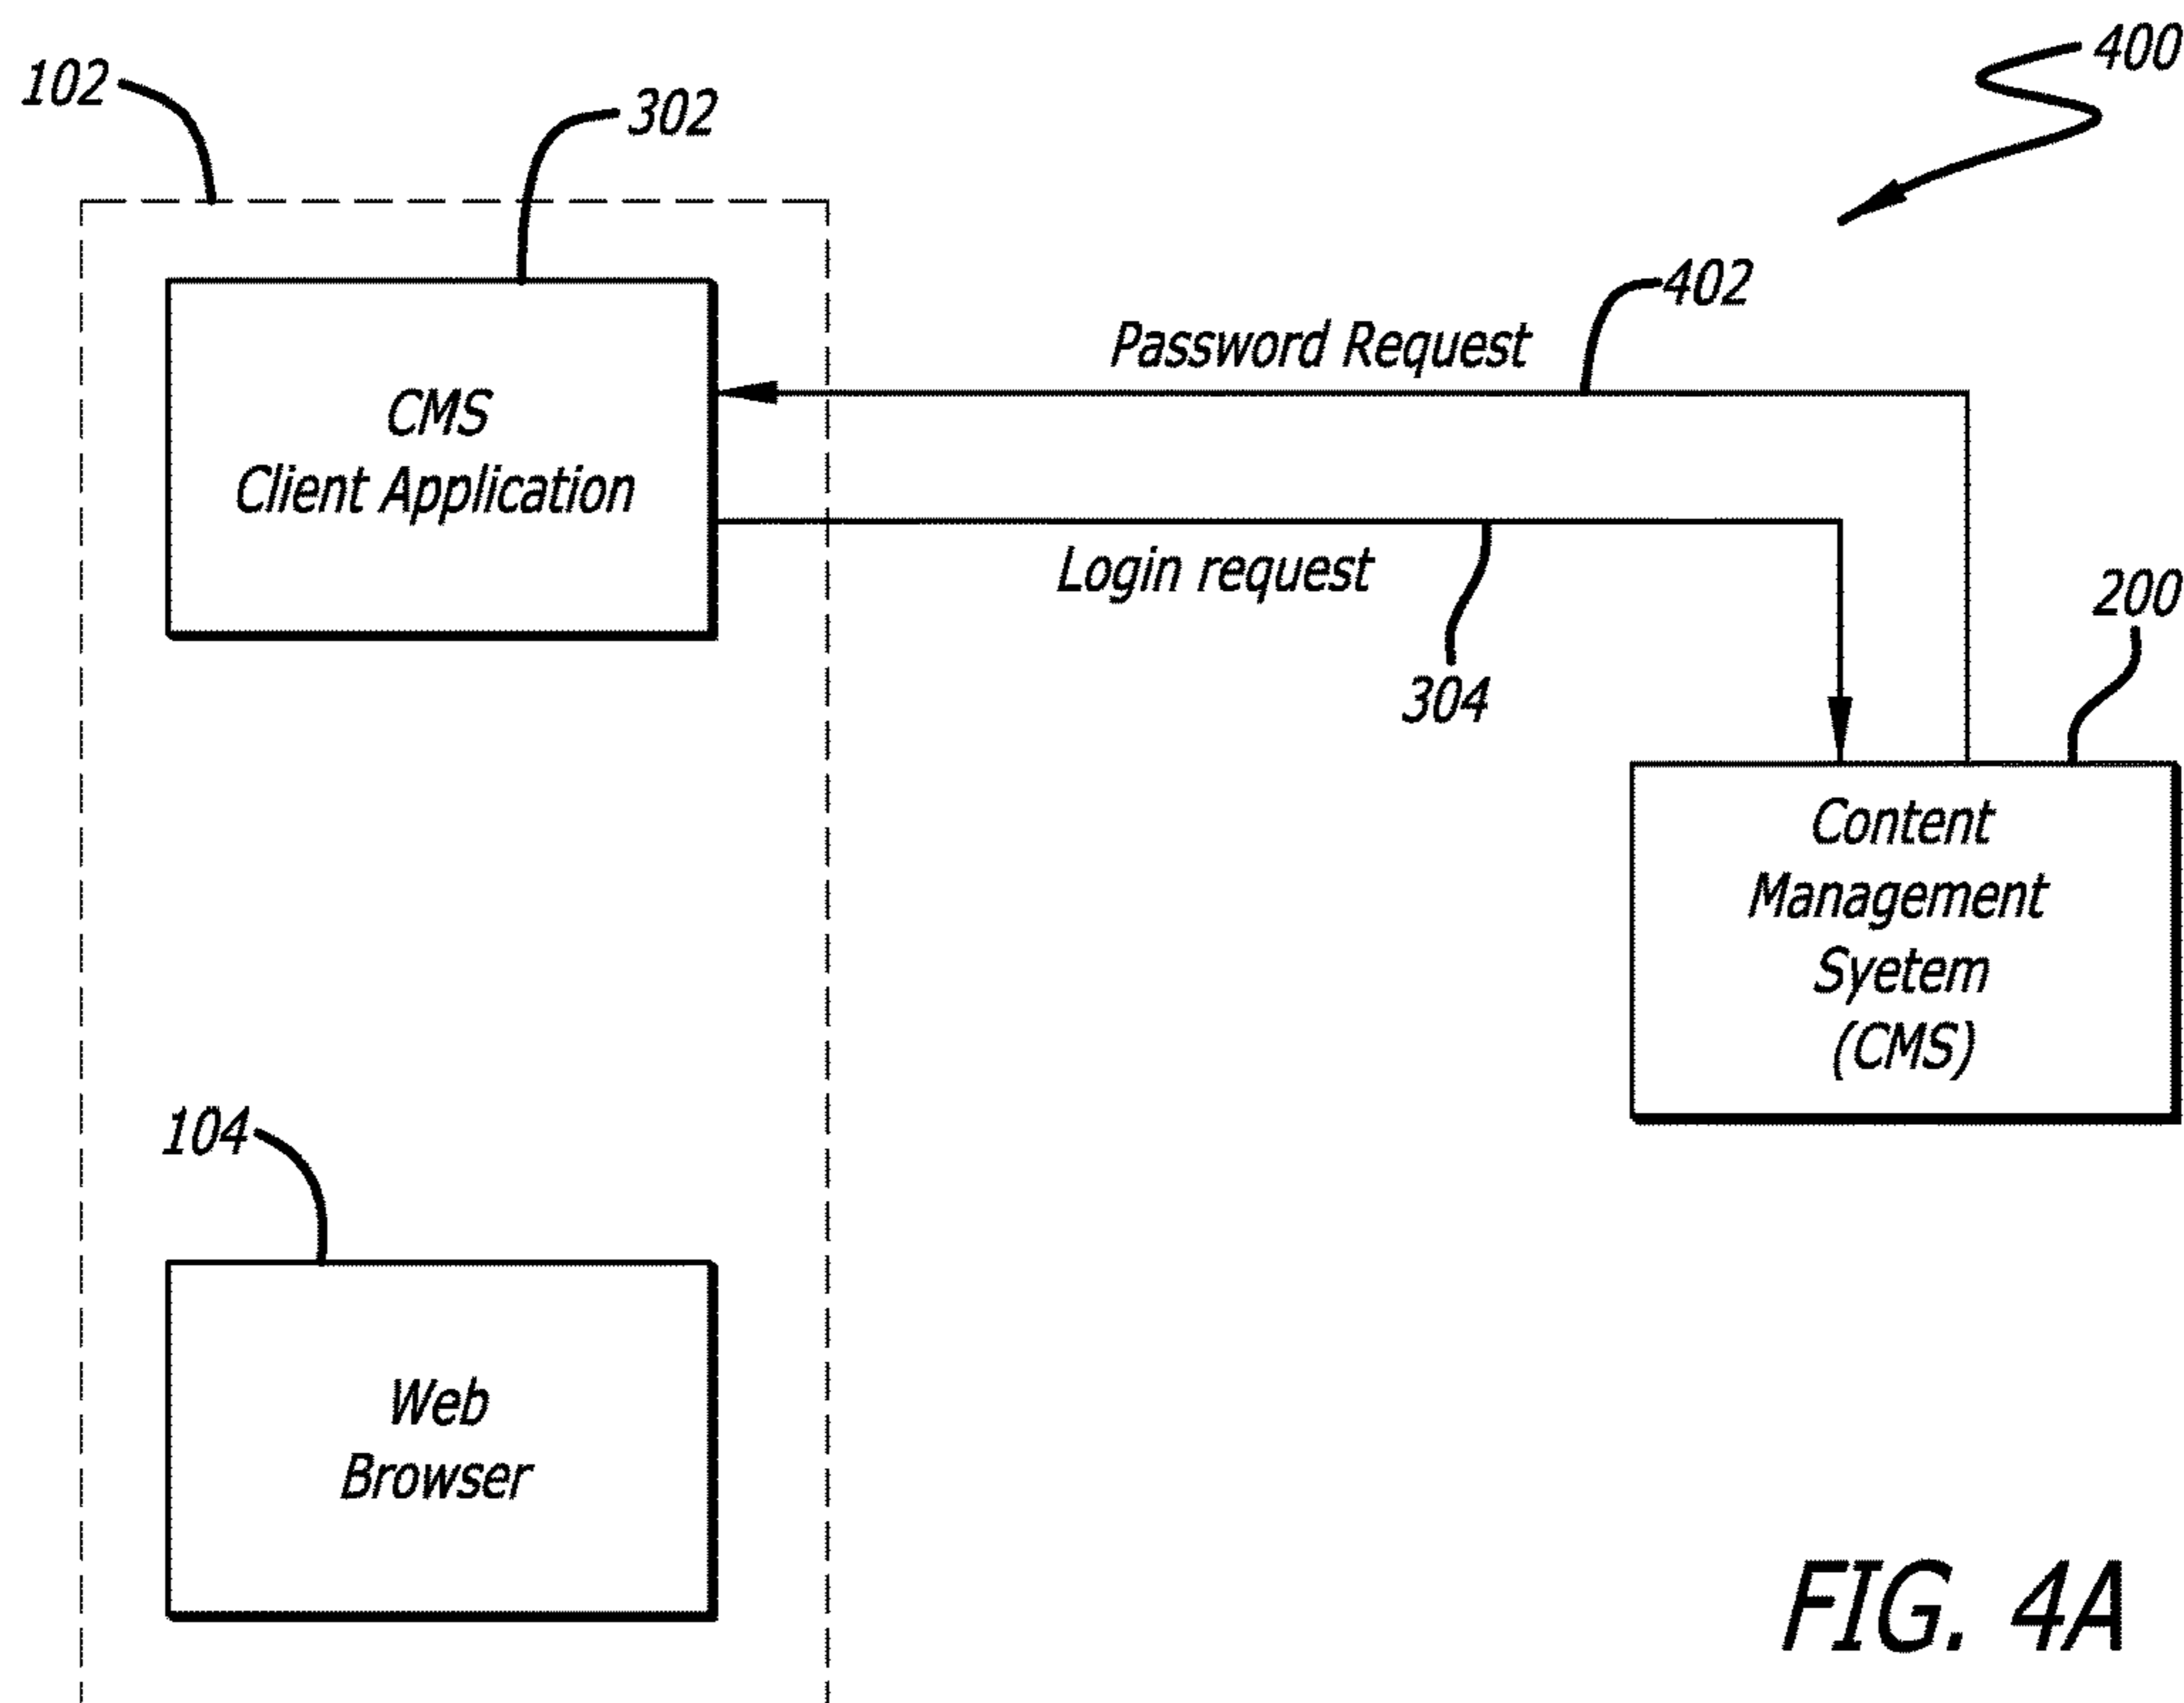 400
102
302
402
Password Request
CMS
Client Application
Login request
304
200
Content
Management
Syetem
(CMS)
104
Web
Browser
FIG. 4A